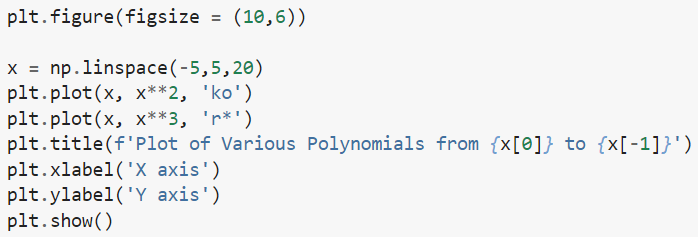 plt.figure(figsize = (10,6))
x = np.linspace(-5,5,20)
plt.plot(x, x**2, 'ko')
plt.plot(x, x**3, 'r*')
plt.title(f'Plot of Various Polynomials from {x[0]} to {x[-1]}')
plt.xlabel('X axis')
plt.ylabel('Y axis')
plt.show()